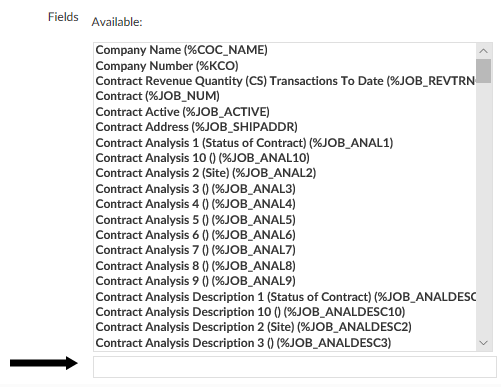 Fields
Available:
Company Name (%COC_NAME)
Company Number (%KCO)
Contract Revenue Quantity (CS) Transactions To Date (%JOB_REVTRN
Contract (%JOB_NUM)
Contract Active (%JOB_ACTIVE)
Contract Address (%JOB_SHIPADDR)
Contract Analysis 1 (Status of Contract) (%JOB_ANAL1)
Contract Analysis 10 () (%JOB_ANAL10)
Contract Analysis 2 (Site) (%JOB_ANAL2)
Contract Analysis 3 () (%JOB_ANAL3)
Contract Analysis 4 () (%JOB_ANAL4)
Contract Analysis 5 () (%JOB_ANAL5)
Contract Analysis 6 () (%JOB_ANAL6)
Contract Analysis 7 () (%JOB_ANAL7)
Contract Analysis 8 () (%JOB_ANAL8)
Contract Analysis 9 () (%JOB_ANAL9)
Contract Analysis Description 1 (Status of Contract) (%JOB_ANALDESC
Contract Analysis Description 10 () (%JOB_ANALDESC10)
Contract Analysis Description 2 (Site) (%JOB_ANALDESC2)
Contract Analysis Description 3 () (%JOB_ANALDESC3)